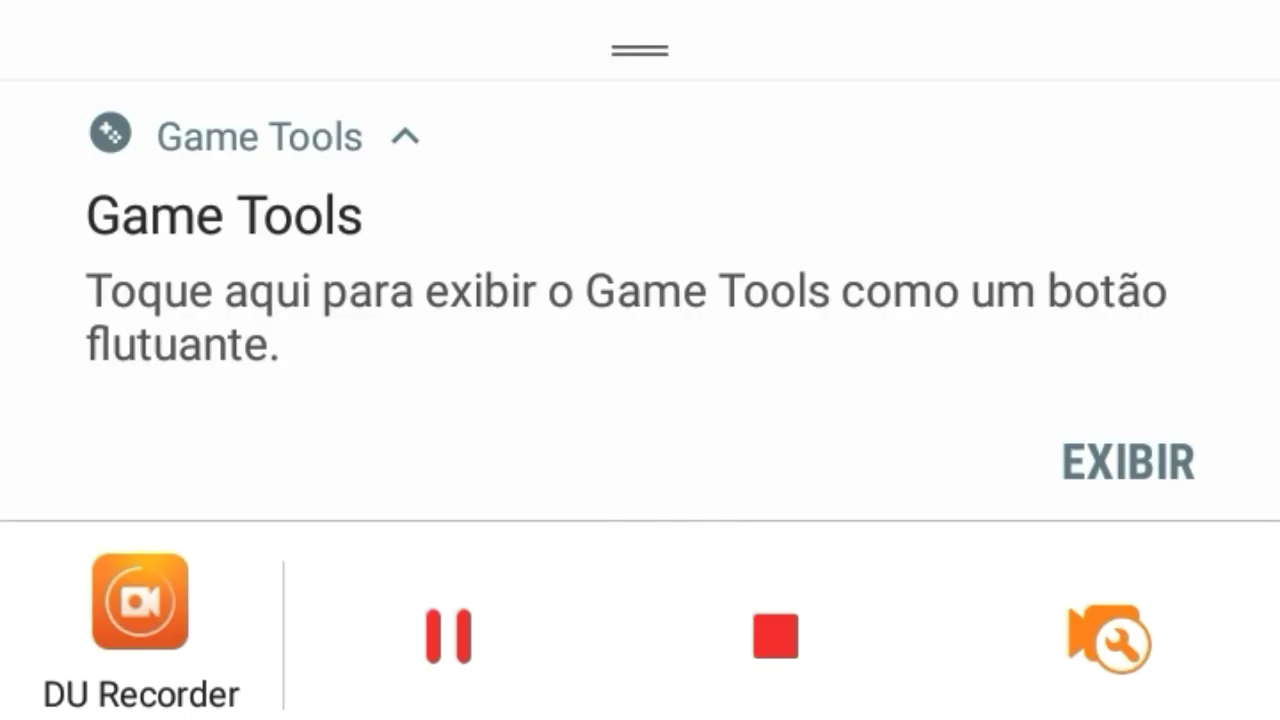 Game Tools
Game Tools
Toque aqui para exibir o Game Tools como um botão
flutuante.
EXIBIR
DU Recorder